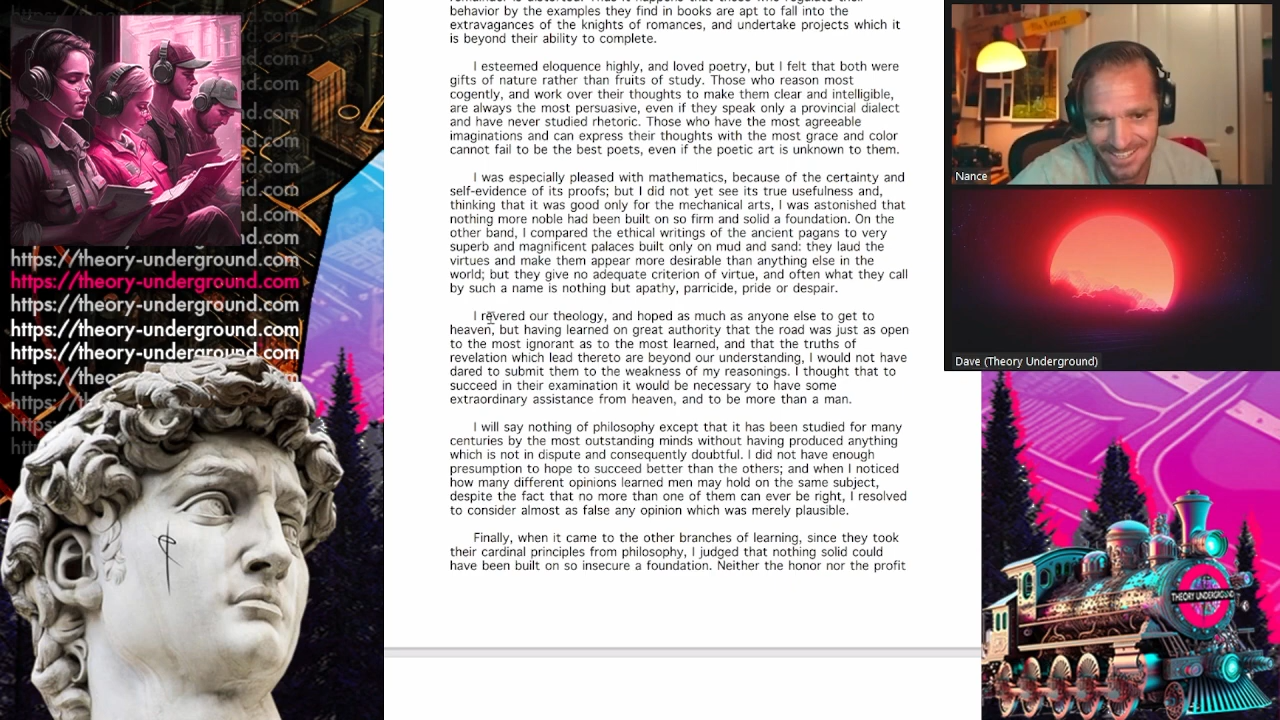 https://theory-underground.com
https://theory-underground.com
https://theory-underground.com
https://theory-underground.com
https://theory-underground.com
remainder is distorted. Thus it happens that those who regulate their
behavior by the examples they find in books are apt to fall into the
extravagances of the knights of romances, and undertake projects which it
is beyond their ability to complete.
I esteemed eloquence highly, and loved poetry, but I felt that both were
gifts of nature rather than fruits of study. Those who reason most
cogently, and work over their thoughts to make them clear and intelligible,
are always the most persuasive, even if they speak only a provincial dialect
and have never studied rhetoric. Those who have the most agreeable
imaginations and can express their thoughts with the most grace and color
cannot fail to be the best poets, even if the poetic art is unknown to them.
I was especially pleased with mathematics, because of the certainty and
self-evidence of its proofs; but I did not yet see its true usefulness and,
thinking that it was good only for the mechanical arts, I was astonished that
nothing more noble had been built on so firm and solid a foundation. On the
other band, I compared the ethical writings of the ancient pagans to very
superb and magnificent palaces built only on mud and sand: they laud the
virtues and make them appear more desirable than anything else in the
world; but they give no adequate criterion of virtue, and often what they call
by such a name is nothing but apathy, parricide, pride or despair.
I revered our theology, and hoped as much as anyone else to get to
heaven, but having learned on great authority that the road was just as open
to the most ignorant as to the most learned, and that the truths of
revelation which lead thereto are beyond our understanding, I would not have
dared to submit them to the weakness of my reasonings. I thought that to
succeed in their examination it would be necessary to have some
extraordinary assistance from heaven, and to be more than a man.
I will say nothing of philosophy except that it has been studied for many
centuries by the most outstanding minds without having produced anything
which is not in dispute and consequently doubtful. I did not have enough
presumption to hope to succeed better than the others; and when I noticed
how many different opinions learned men may hold on the same subject,
despite the fact that no more than one of them can ever be right, I resolved
to consider almost as false any opinion which was merely plausible.
Finally, when it came to the other branches of learning, since they took
their cardinal principles from philosophy, I judged that nothing solid could
have been built on so insecure a foundation. Neither the honor nor the profit
Nance
Dave (Theory Underground)
THEORY UNDERGROUND